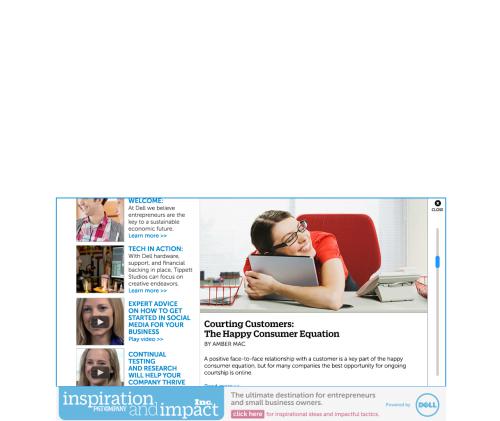 CLOSE
WELCOME:
At Dell we believe
entrepreneurs are the
key to a sustainable
economic future.
Learn more >>
TECH IN ACTION:
With Dell hardware,
support, and financial
backing in place, Tippett
Studios can focus on
creative endeavors.
Learn more >>
EXPERT ADVICE
ON HOW TO GET
STARTED IN SOCIAL
MEDIA FOR YOUR
BUSINESS
Play video >>
CONTINUAL
TESTING
AND RESEARCH
WILL HELP YOUR
COMPANY THRIVE
Courting Customers:
The Happy Consumer Equation
BY AMBER MAC
A positive face-to-face relationship with a customer is a key part of the happy
consumer equation, but for many companies the best opportunity for ongoing
courtship is online.
inspiration
FAST COMPANY
and impact
Inc.
The ultimate destination for entrepreneurs
and small business owners.
click here for inspirational ideas and impactful tactics.
Powered by
DELL